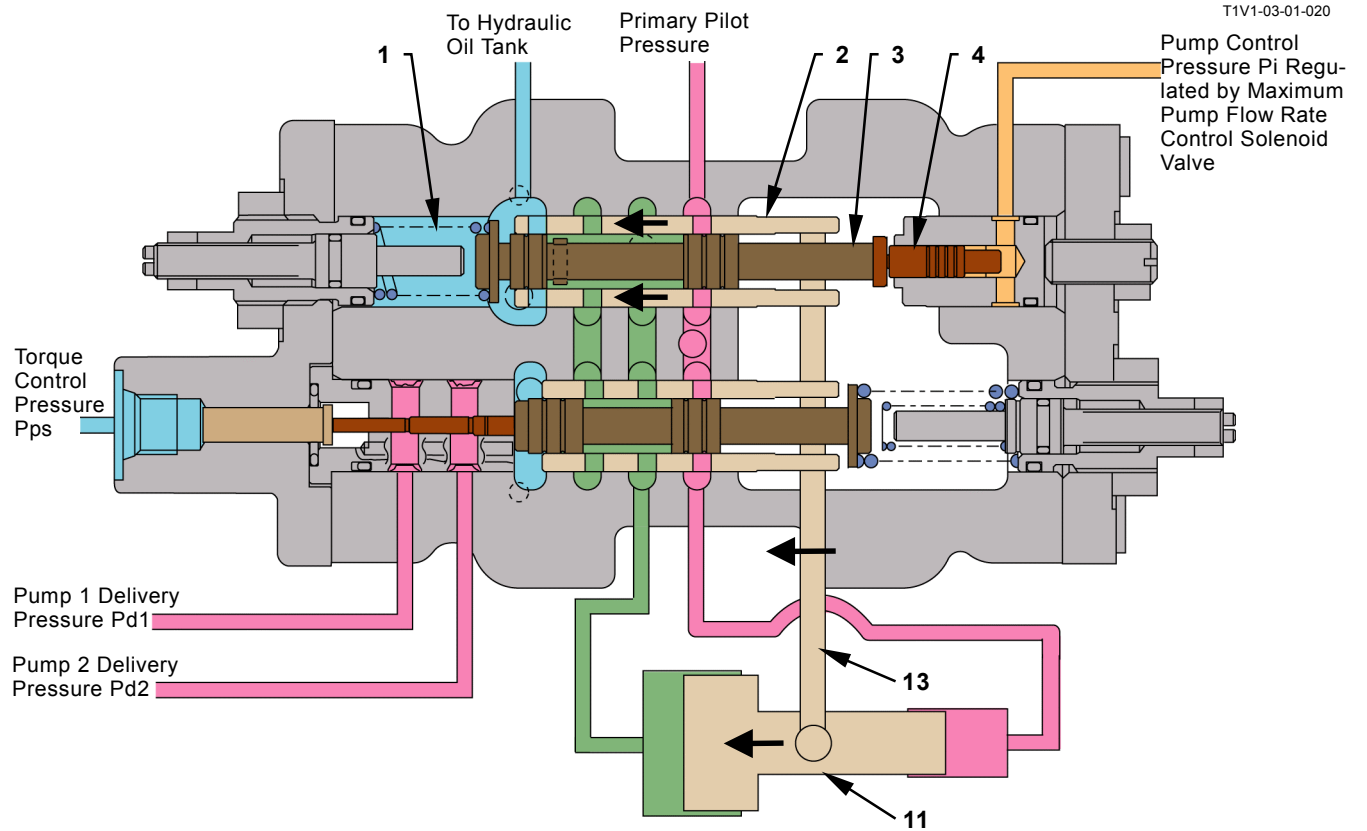 T1V1-03-01-020
To Hydraulic
Oil Tank
Primary Pilot
Pressure
1
2
3
4
Pump Control
Pressure Pi Regu-
lated by Maximum
Pump Flow Rate
Control Solenoid
Valve
Torque
Control
Pressure
Pps
Pump 1 Delivery
Pressure Pd1
Pump 2 Delivery
Pressure Pd2
13
11